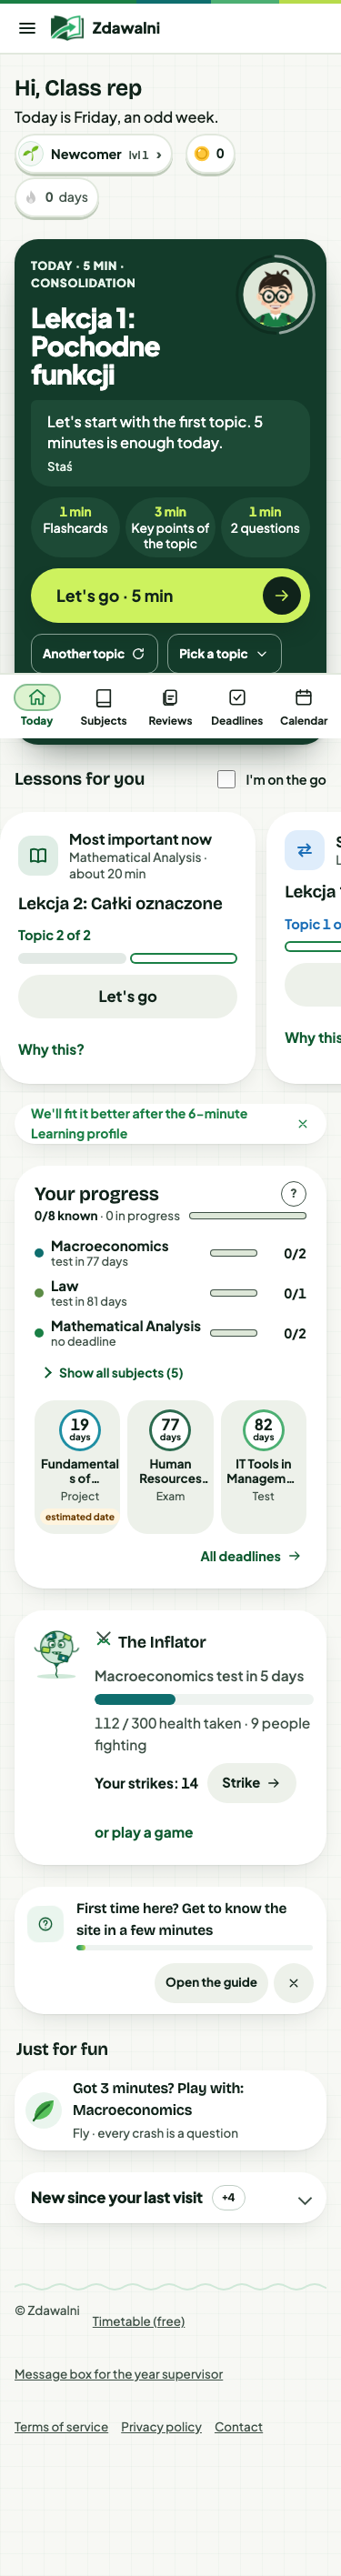 Zdawalni
Hi, Class rep
Today is Friday, an odd week.
Newcomer lvl 1 ›
0
0 days
TODAY · 5 MIN ·
CONSOLIDATION
Lekcja 1:
Pochodne
funkcji
Let's start with the first topic. 5
minutes is enough today.
Staś
1 min
Flashcards
3 min
Key points of
the topic
1 min
2 questions
Let's go · 5 min
Another topic
Pick a topic
Today
Subjects
Reviews
Deadlines
Calendar
Lessons for you
I'm on the go
Most important now
Mathematical Analysis ·
about 20 min
Lekcja 2: Całki oznaczone
Topic 2 of 2
Let's go
Why this?
S
L
Lekcja 1
Topic 1 o
Why this
We'll fit it better after the 6-minute
Learning profile
Your progress
?
0/8 known · 0 in progress
Macroeconomics
test in 77 days
0/2
Law
test in 81 days
0/1
Mathematical Analysis
no deadline
0/2
Show all subjects (5)
19
days
Fundamental
s of…
Project
estimated date
77
days
Human
Resources…
Exam
82
days
IT Tools in
Managem…
Test
All deadlines
The Inflator
Macroeconomics test in 5 days
112 / 300 health taken · 9 people
fighting
Your strikes: 14
Strike
or play a game
First time here? Get to know the
site in a few minutes
Open the guide
Just for fun
Got 3 minutes? Play with:
Macroeconomics
Fly · every crash is a question
New since your last visit
+4
© Zdawalni
Timetable (free)
Message box for the year supervisor
Terms of service
Privacy policy
Contact